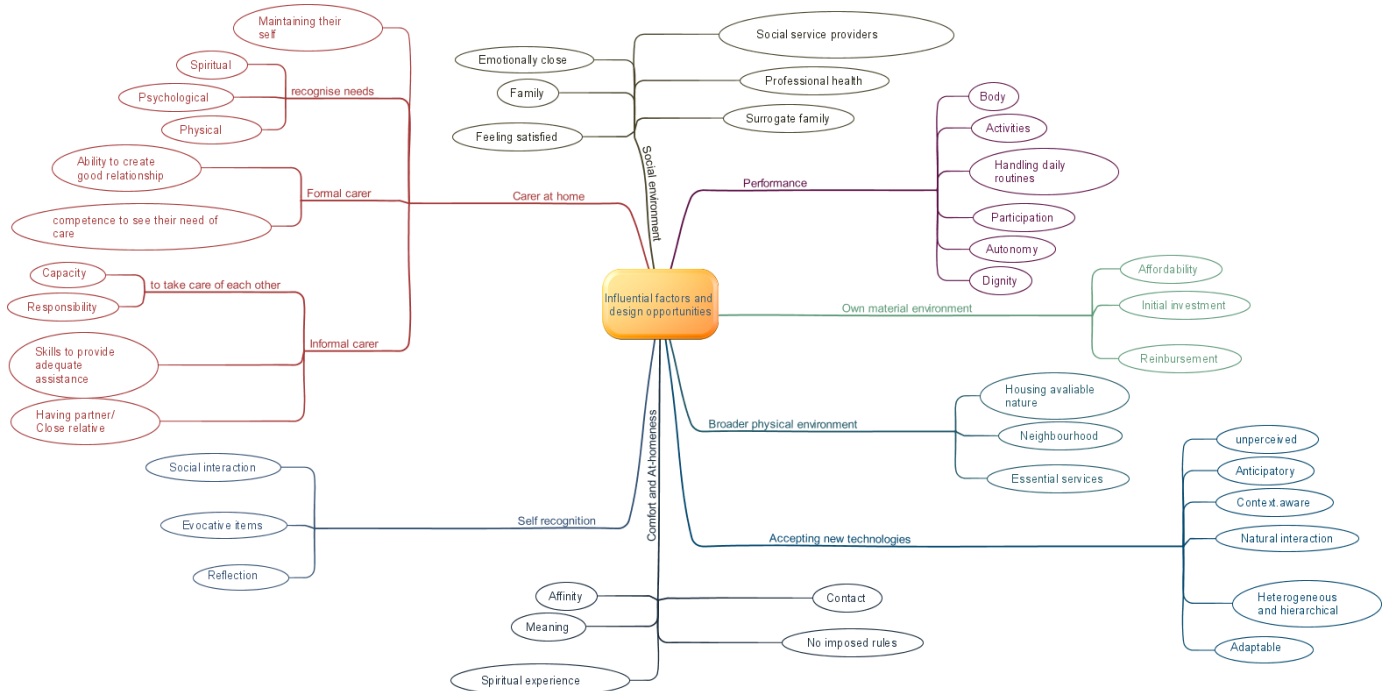 Maintaining their
self
Spiritual
Psychological
Physical
recognise needs
Ability to create
good relationship
competence to see their need of
care
Formal carer
Carer at home
Capacity
Responsibility
to take care of each other
Skills to provide
adequate
assistance
Having partner/
Close relative
Informal carer
Social service providers
Emotionally close
Professional health
Family
Surrogate family
Feeling satisfied
Social environment
Performance
Body
Activities
Handling daily
routines
Participation
Autonomy
Dignity
Influential factors and
design opportunities
Own material environment
Affordability
Initial investment
Reinbursement
Broader physical environment
Housing avaliable
nature
Neighbourhood
Essential services
Accepting new technologies
unperceived
Anticipatory
Context.aware
Natural interaction
Heterogeneous
and hierarchical
Adaptable
Self recognition
Social interaction
Evocative items
Reflection
Comfort and At-homeness
Affinity
Contact
Meaning
No imposed rules
Spiritual experience